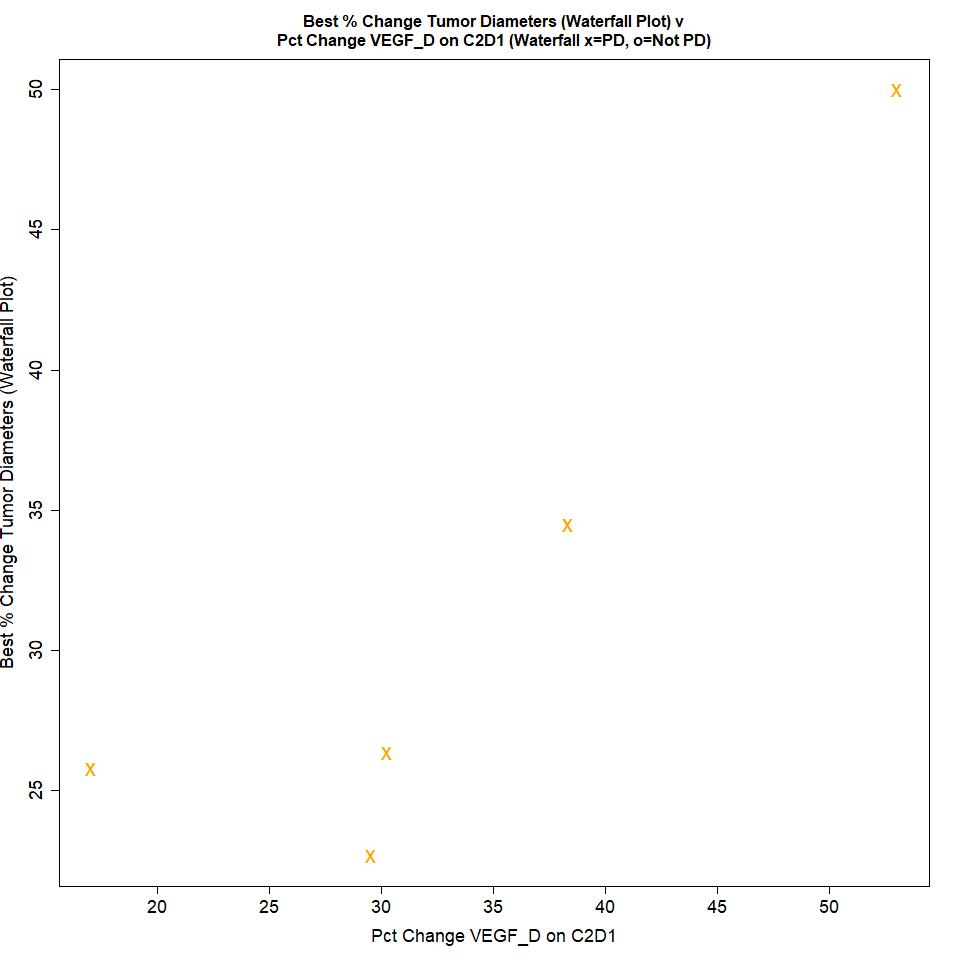 Best % Change Tumor Diameters (Waterfall Plot) v
Pct Change VEGF_D on C2D1 (Waterfall x=PD, o=Not PD)
Best % Change Tumor Diameters (Waterfall Plot)
50
45
40
35
30
25
X
X
X
X
X
20 25 30 35 40 45 50
Pct Change VEGF_D on C2D1